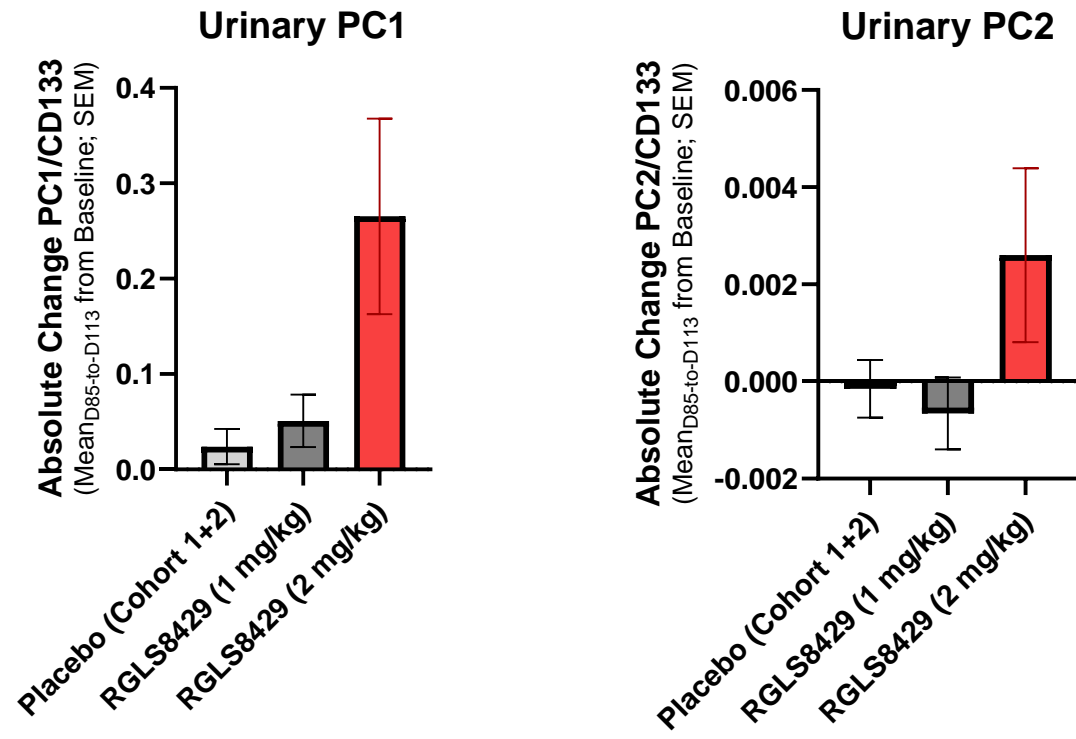 Urinary PC1
Absolute Change PC1/CD133
(Mean_D85-to-D113 from Baseline; SEM)
0.4
0.3
0.2
0.1
0.0
Placebo (Cohort 1+2)
RGLS8429 (1 mg/kg)
RGLS8429 (2 mg/kg)
Urinary PC2
Absolute Change PC2/CD133
(Mean_D85-to-D113 from Baseline; SEM)
0.006
0.004
0.002
0.000
-0.002
Placebo (Cohort 1+2)
RGLS8429 (1 mg/kg)
RGLS8429 (2 mg/kg)